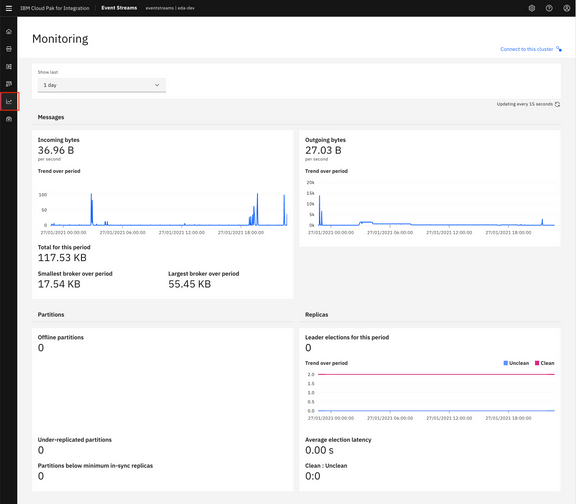 IBM Cloud Pak for Integration
Event Streams
eventstreams | eda-dev
Monitoring
Connect to this cluster
Show last
1 day
Updating every 15 seconds
Messages
Incoming bytes
36.96 B
per second
Trend over period
100
50
0
27/01/2021 00:00:00
27/01/2021 06:00:00
27/01/2021 12:00:00
27/01/2021 18:00:00
Total for this period
117.53 KB
Smallest broker over period
17.54 KB
Largest broker over period
55.45 KB
Outgoing bytes
27.03 B
per second
Trend over period
20k
15k
10k
5k
0k
27/01/2021 00:00:00
27/01/2021 06:00:00
27/01/2021 12:00:00
27/01/2021 18:00:00
Partitions
Offline partitions
0
Under-replicated partitions
0
Partitions below minimum in-sync replicas
0
Replicas
Leader elections for this period
0
Trend over period
Unclean
Clean
2.0
1.5
1.0
0.5
0.0
27/01/2021 00:00:00
27/01/2021 06:00:00
27/01/2021 12:00:00
27/01/2021 18:00:00
Average election latency
0.00 s
Clean : Unclean
0:0